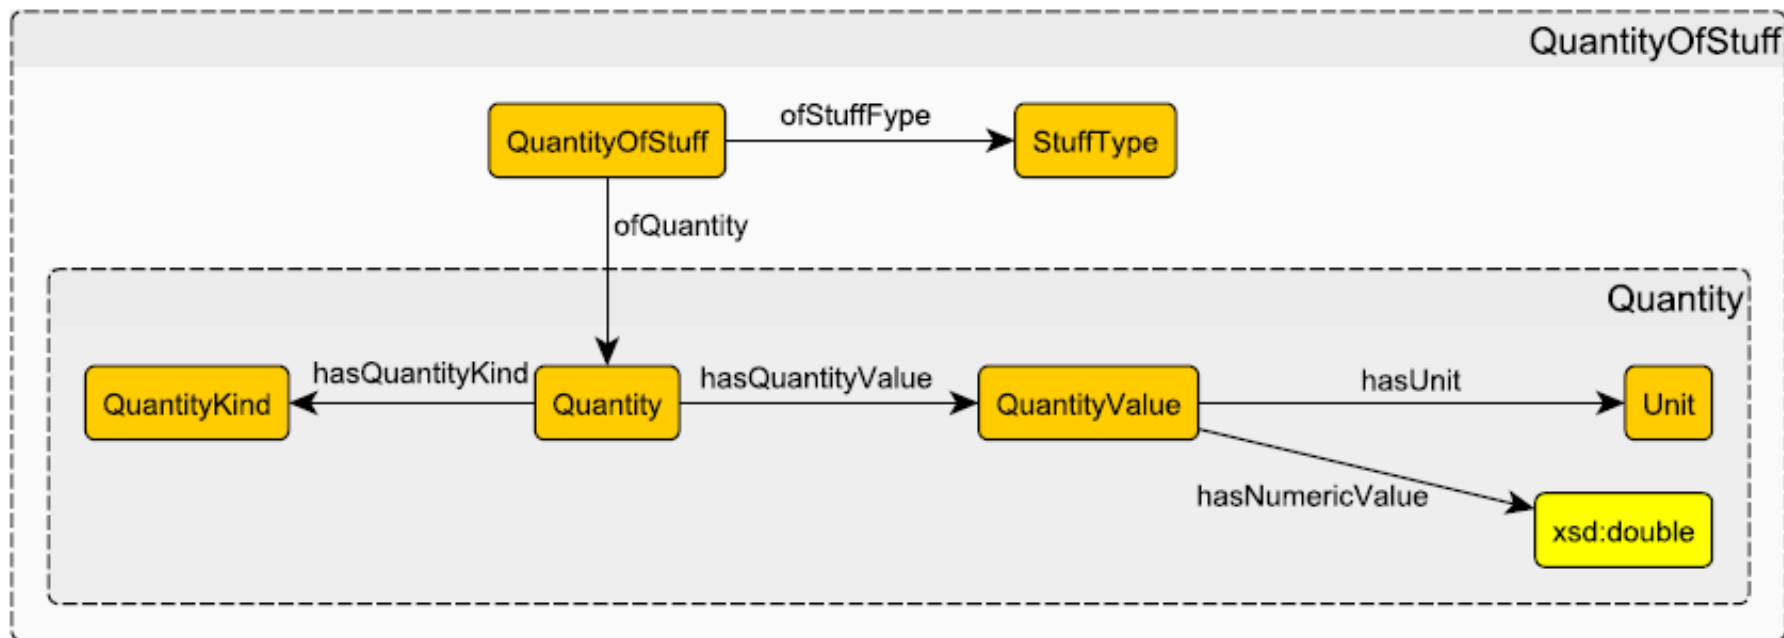 QuantityOfStuff
QuantityOfStuff
ofStuffFype
StuffType
ofQuantity
Quantity
QuantityKind
hasQuantityKind
Quantity
hasQuantityValue
QuantityValue
hasUnit
Unit
hasNumericValue
xsd:double